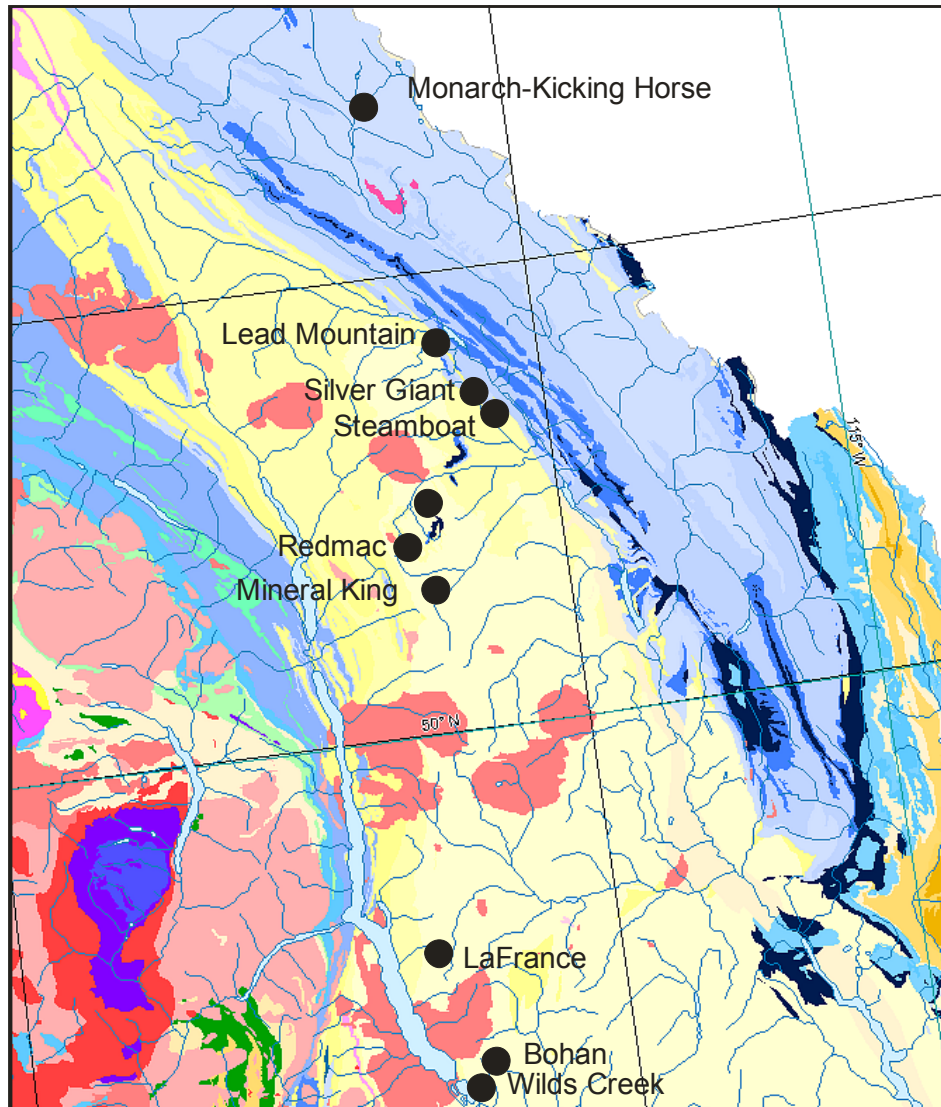 Monarch-Kicking Horse
Lead Mountain
Silver Giant
Steamboat
115° W
Redmac
Mineral King
50° N
LaFrance
Bohan
Wilds Creek